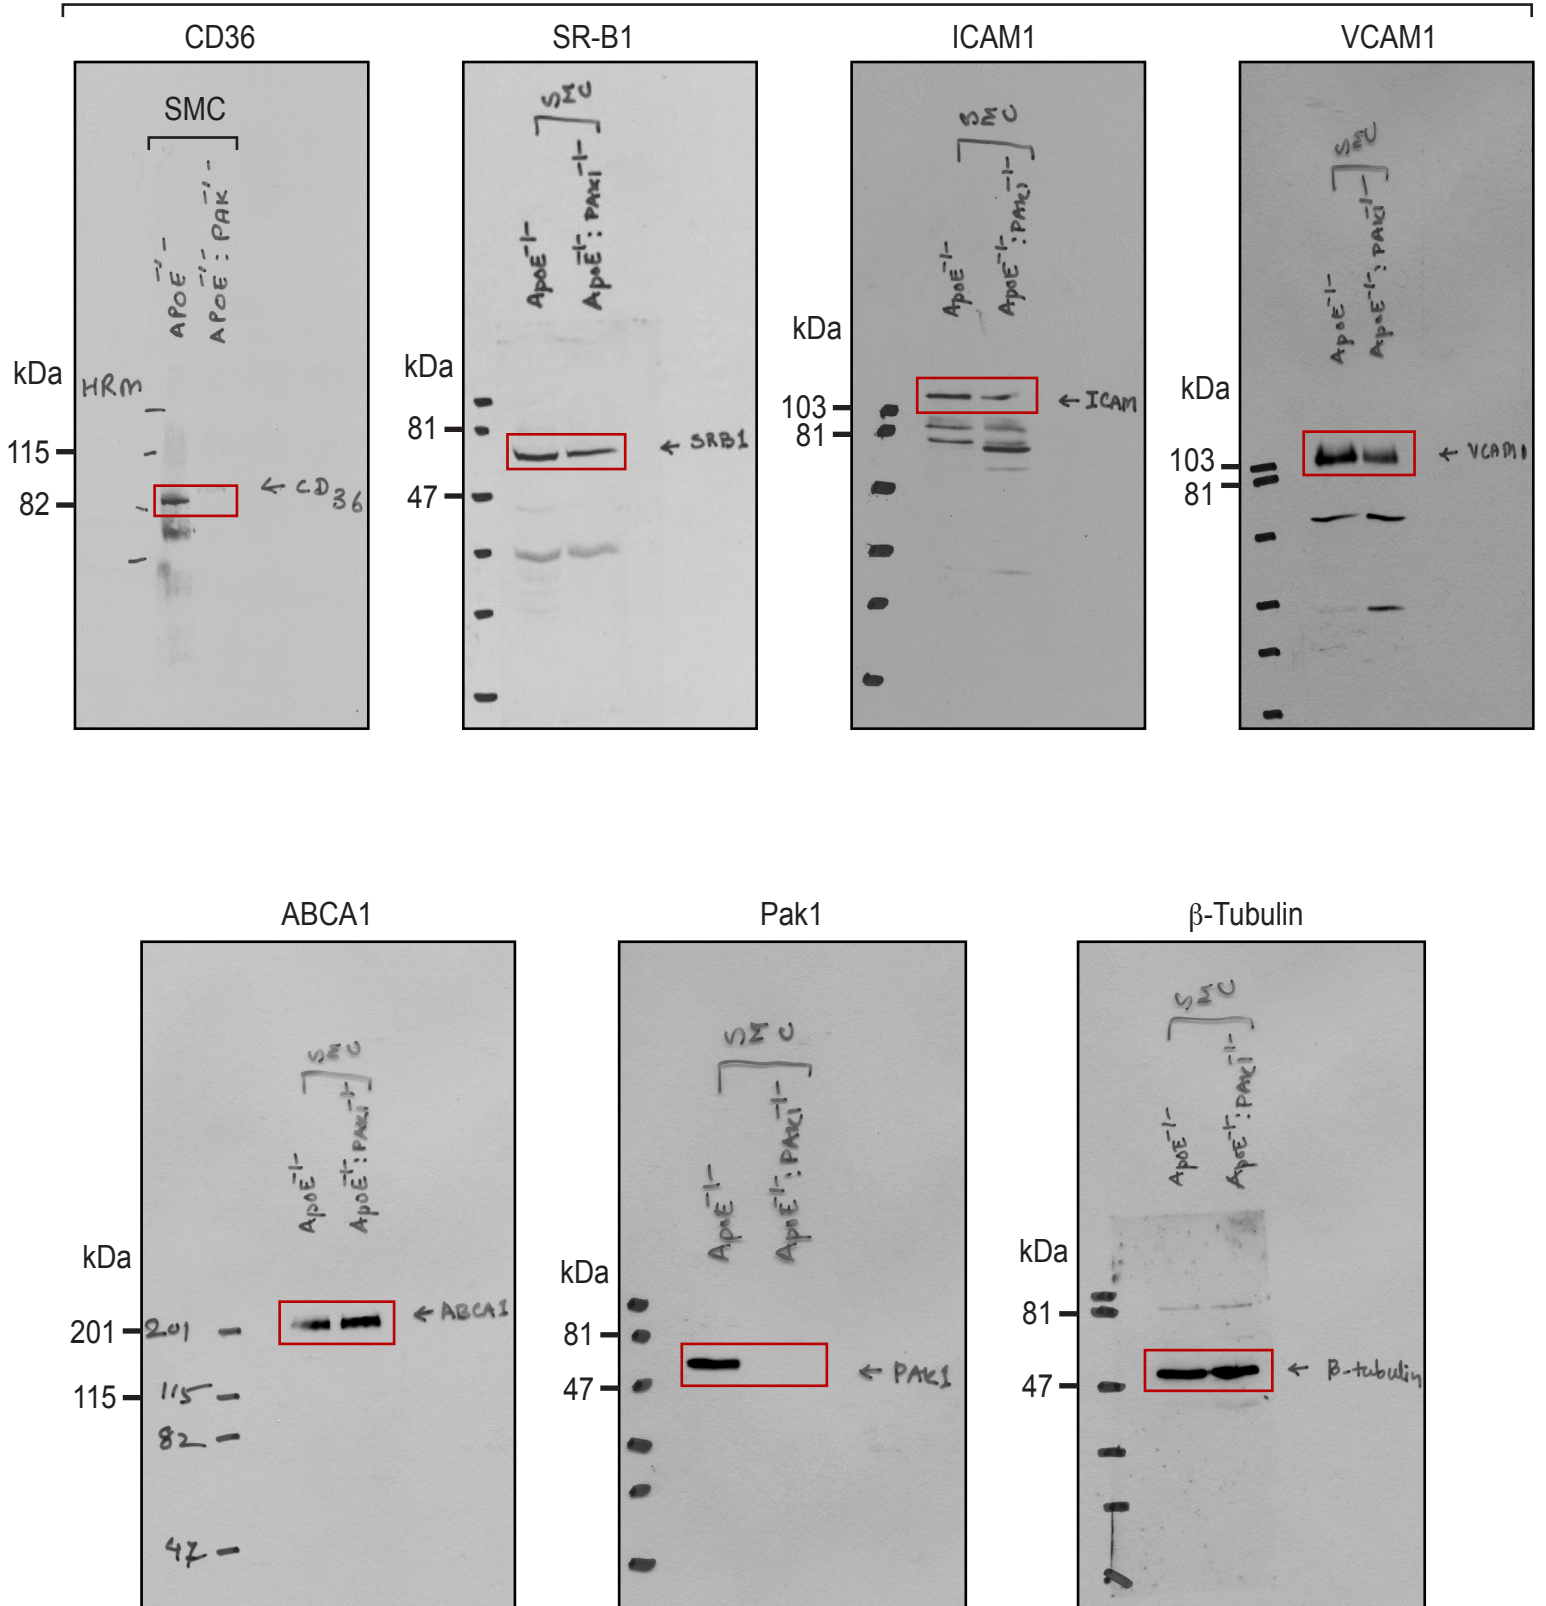 CD36
SR-B1
ICAM1
VCAM1
SMC
APOE-/-
APOE-/-: PAK-/-
kDa
HRM
115
82
← CD36
SMC
ApoE-/-
ApoE-/-: PAK1-/-
kDa
81
47
← SRB1
SMC
ApoE-/-
ApoE-/-: PAK1-/-
kDa
103
81
← ICAM
SMC
ApoE-/-
ApoE-/-: PAK1-/-
kDa
103
81
← VCAM1
ABCA1
Pak1
β-Tubulin
SMC
ApoE-/-
ApoE-/-: PAK1-/-
kDa
201
201
115
115
82
47
← ABCA1
SMC
ApoE-/-
ApoE-/-: PAK1-/-
kDa
81
47
← PAK1
SMC
ApoE-/-
ApoE-/-: PAK1-/-
kDa
81
47
← β-tubulin